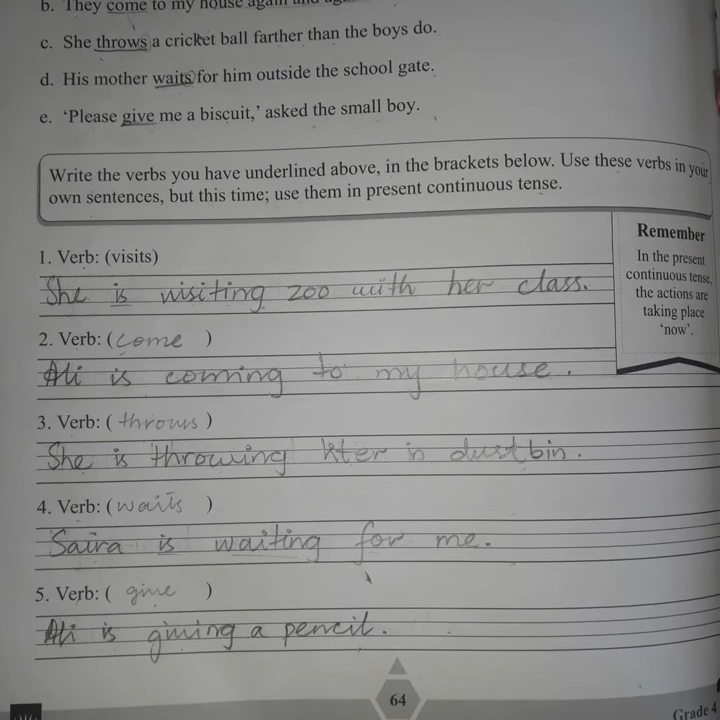 b. They come to my house again and
c. She throws a cricket ball farther than the boys do.
d. His mother waits for him outside the school gate.
e. ‘Please give me a biscuit,’ asked the small boy.
Write the verbs you have underlined above, in the brackets below. Use these verbs in your
own sentences, but this time; use them in present continuous tense.
Remember
In the present
continuous tense,
the actions are
taking place
‘now’.
1. Verb: (visits)
She is visiting zoo with her class.
2. Verb: (come )
Ali is coming to my house.
3. Verb: ( throws )
She is throwing in dustbin.
4. Verb: (waits )
Saira is waiting for me.
5. Verb: ( give )
Ali is giving a pencil.
64
Grade 4